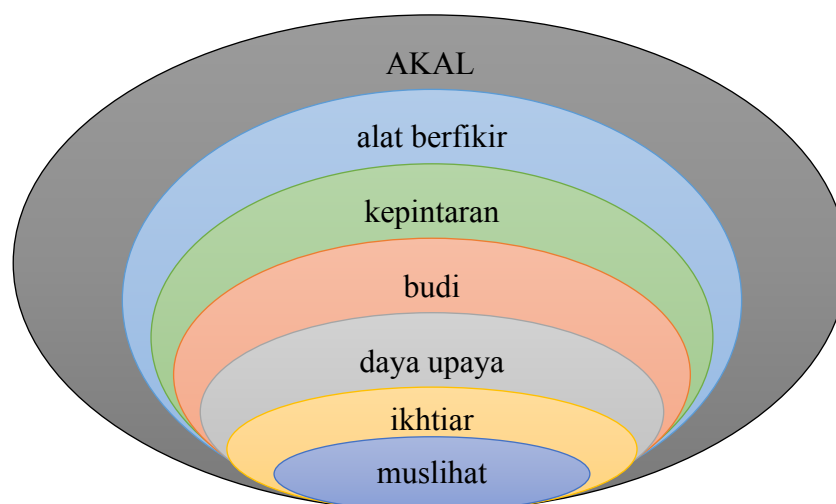 AKAL
alat berfikir
kepintaran
budi
daya upaya
ikhtiar
muslihat